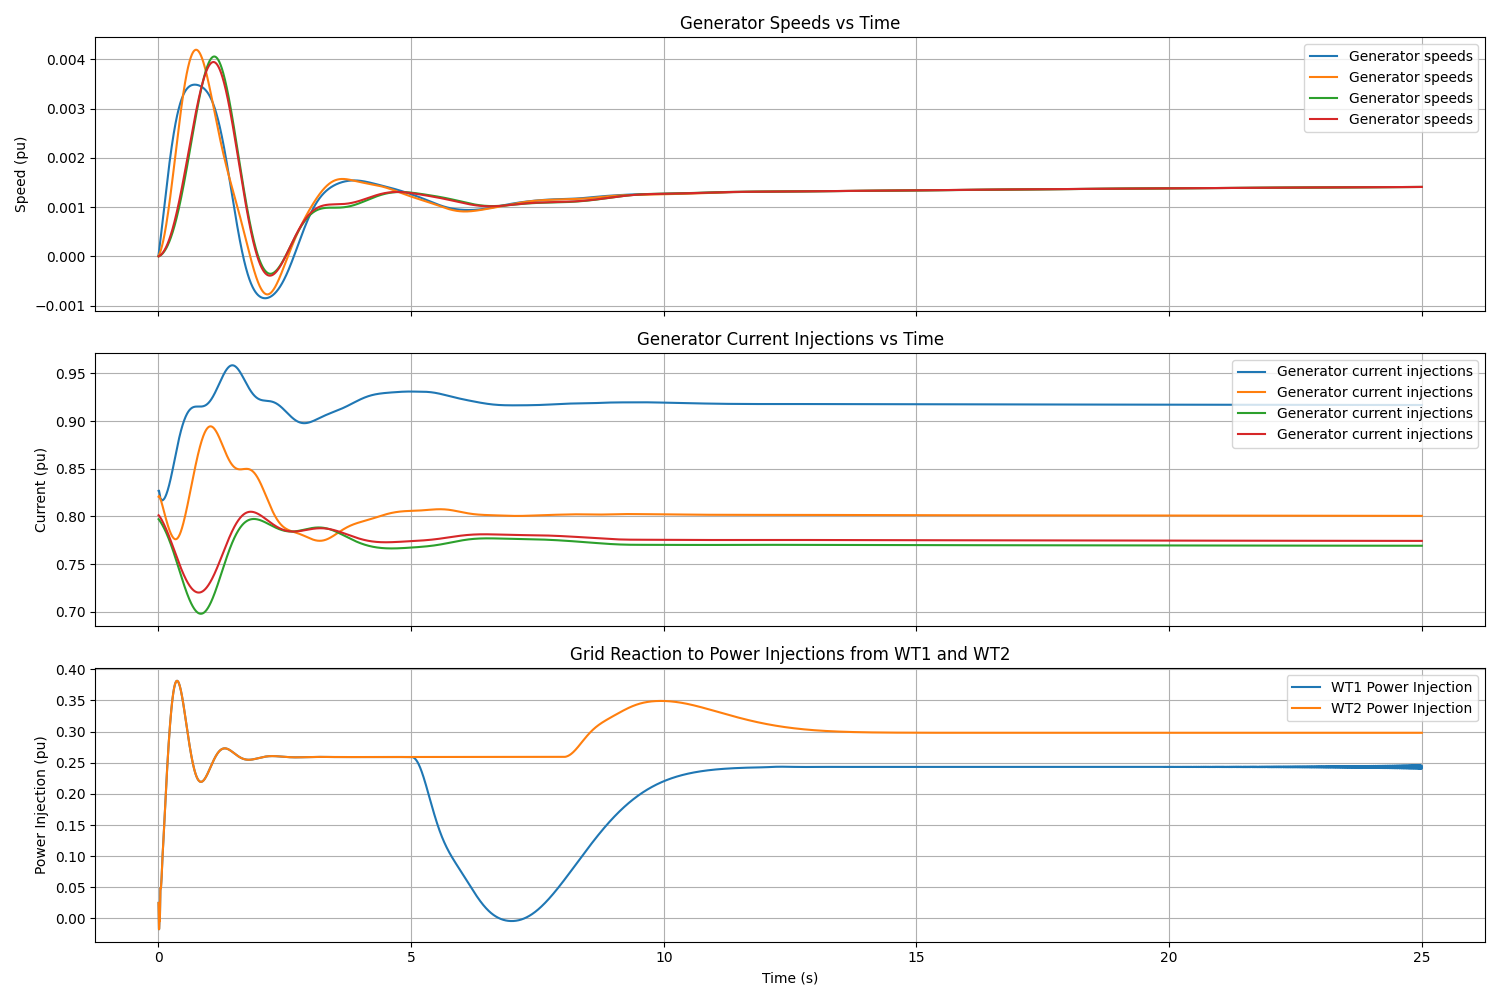 Generator Speeds vs Time
Speed (pu)
0.004
0.003
0.002
0.001
0.000
−0.001
Generator speeds
Generator speeds
Generator speeds
Generator speeds
Generator Current Injections vs Time
Current (pu)
0.95
0.90
0.85
0.80
0.75
0.70
Generator current injections
Generator current injections
Generator current injections
Generator current injections
Grid Reaction to Power Injections from WT1 and WT2
Power Injection (pu)
0.40
0.35
0.30
0.25
0.20
0.15
0.10
0.05
0.00
WT1 Power Injection
WT2 Power Injection
0 5 10 15 20 25
Time (s)